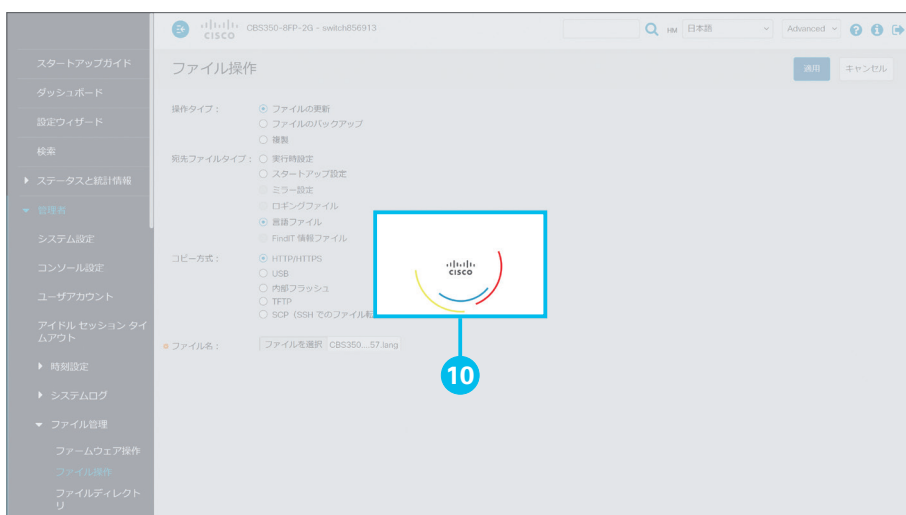 cisco
CBS350-8FP-2G - switch856913
HM 日本語
Advanced
スタートアップガイド
ダッシュボード
設定ウィザード
検索
ステータスと統計情報
管理者
システム設定
コンソール設定
ユーザアカウント
アイドル セッション タイ
ムアウト
時刻設定
システムログ
ファイル管理
ファームウェア操作
ファイル操作
ファイルディレクト
リ
ファイル操作
適用
キャンセル
操作タイプ:
ファイルの更新
ファイルのバックアップ
複製
宛先ファイルタイプ:
実行時設定
スタートアップ設定
ミラー設定
ロギングファイル
言語ファイル
FindIT 情報ファイル
コピー方式:
HTTP/HTTPS
USB
内部フラッシュ
TFTP
SCP(SSH でのファイル転
ファイル名:
ファイルを選択 CBS350....57.lang
cisco
10